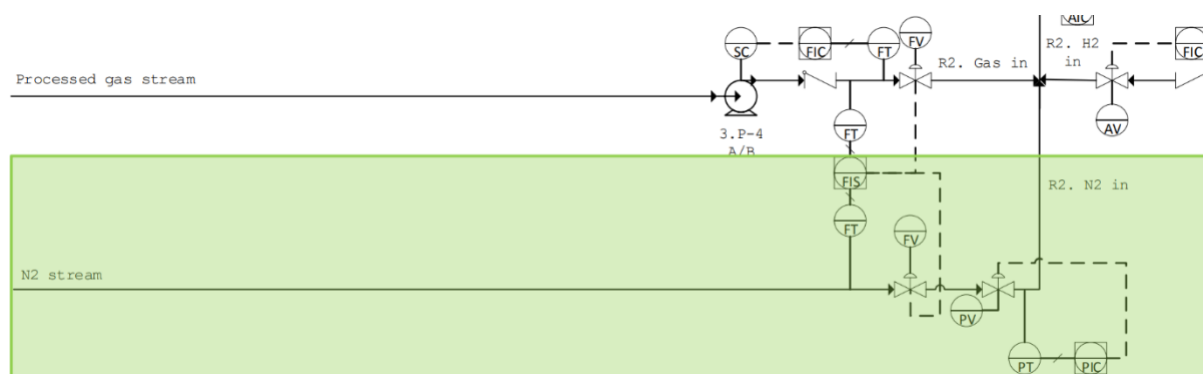 AIC
FV
SC
FIC
FT
R2. H2
in
FIC
R2. Gas in
Processed gas stream
3.P-4
A/B
FT
AV
FIS
R2. N2 in
FT
FV
N2 stream
PV
PT
PIC